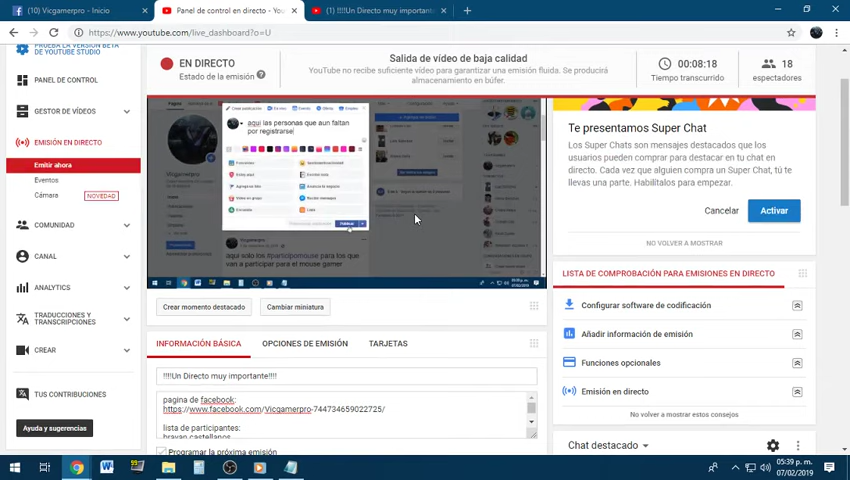 (10) Vicgamerpro - Inicio
Panel de control en directo - You
(1) !!!!Un Directo muy importante
https://www.youtube.com/live_dashboard?o=U
PRUEBA LA VERSIÓN BETA
DE YOUTUBE STUDIO
PANEL DE CONTROL
GESTOR DE VÍDEOS
EMISIÓN EN DIRECTO
Emitir ahora
Eventos
Cámara
NOVEDAD
COMUNIDAD
CANAL
ANALYTICS
TRADUCCIONES Y
TRANSCRIPCIONES
CREAR
TUS CONTRIBUCIONES
Ayuda y sugerencias
EN DIRECTO
Estado de la emisión
Salida de vídeo de baja calidad
YouTube no recibe suficiente vídeo para garantizar una emisión fluida. Se producirá
almacenamiento en búfer.
00:08:18
Tiempo transcurrido
18
espectadores
aqui las personas que aun faltan
por registrarse
Publicar
Vicgamerpro
aqui solo los #participomouse para los que
van a participar para el mouse gamer
Crear momento destacado
Cambiar miniatura
INFORMACIÓN BÁSICA
OPCIONES DE EMISIÓN
TARJETAS
!!!!Un Directo muy importante!!!!
pagina de facebook:
https://www.facebook.com/Vicgamerpro-744734659022725/
lista de participantes:
brayan castellanos
Programar la próxima emisión
Te presentamos Super Chat
Los Super Chats son mensajes destacados que los
usuarios pueden comprar para destacar en tu chat en
directo. Cada vez que alguien compra un Super Chat, tú te
llevas una parte. Habilítalos para empezar.
Cancelar
Activar
NO VOLVER A MOSTRAR
LISTA DE COMPROBACIÓN PARA EMISIONES EN DIRECTO
Configurar software de codificación
Añadir información de emisión
Funciones opcionales
Emisión en directo
No volver a mostrar estos consejos
Chat destacado
05:39 p. m.
07/02/2019